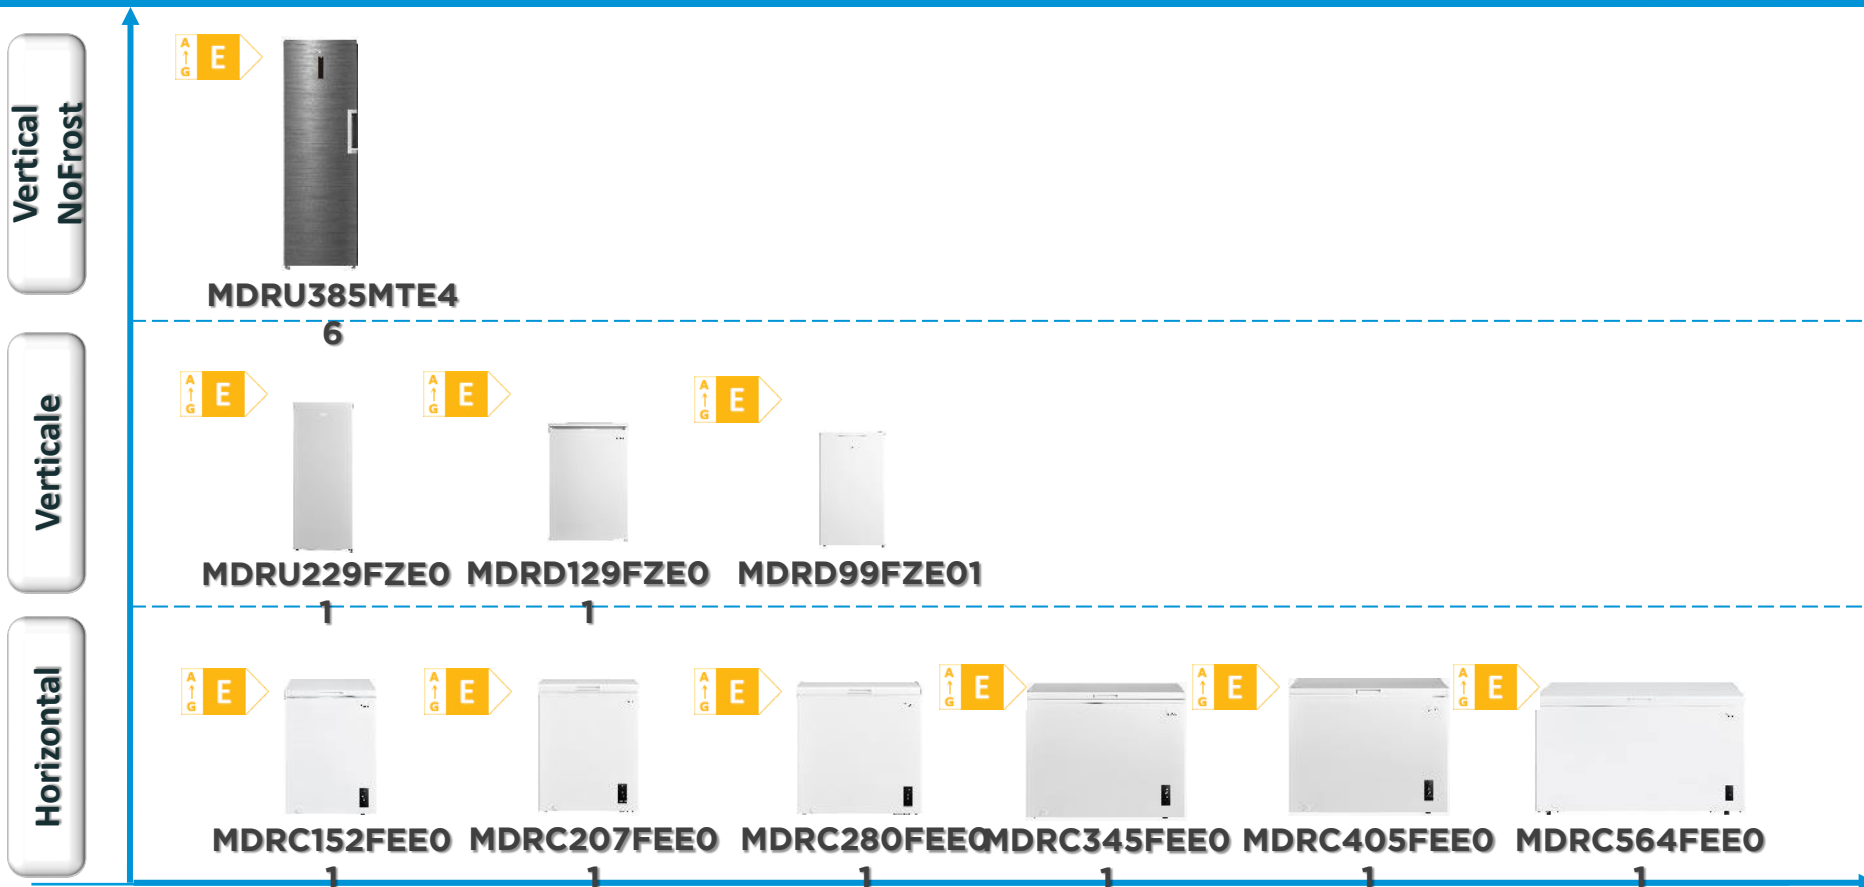 Vertical
NoFrost
A
↑
G
E
MDRU385MTE4
6
Verticale
A
↑
G
E
A
↑
G
E
A
↑
G
E
MDRU229FZE0
1
MDRD129FZE0
1
MDRD99FZE01
Horizontal
A
↑
G
E
A
↑
G
E
A
↑
G
E
A
↑
G
E
A
↑
G
E
A
↑
G
E
MDRC152FEE0
1
MDRC207FEE0
1
MDRC280FEE0
1
MDRC345FEE0
1
MDRC405FEE0
1
MDRC564FEE0
1